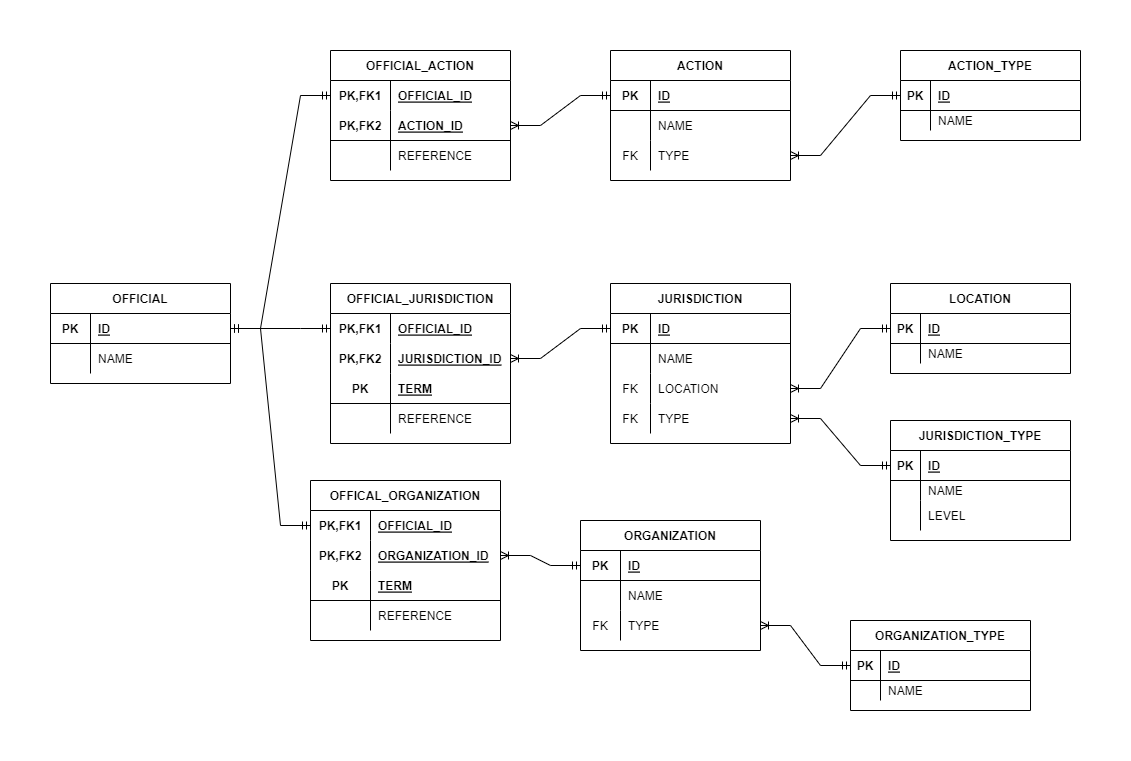 OFFICIAL_ACTION
PK,FK1 OFFICIAL_ID
PK,FK2 ACTION_ID
REFERENCE
ACTION
PK ID
NAME
FK TYPE
ACTION_TYPE
PK ID
NAME
OFFICIAL
PK ID
NAME
OFFICIAL_JURISDICTION
PK,FK1 OFFICIAL_ID
PK,FK2 JURISDICTION_ID
PK TERM
REFERENCE
JURISDICTION
PK ID
NAME
FK LOCATION
FK TYPE
LOCATION
PK ID
NAME
JURISDICTION_TYPE
PK ID
NAME
LEVEL
OFFICAL_ORGANIZATION
PK,FK1 OFFICIAL_ID
PK,FK2 ORGANIZATION_ID
PK TERM
REFERENCE
ORGANIZATION
PK ID
NAME
FK TYPE
ORGANIZATION_TYPE
PK ID
NAME